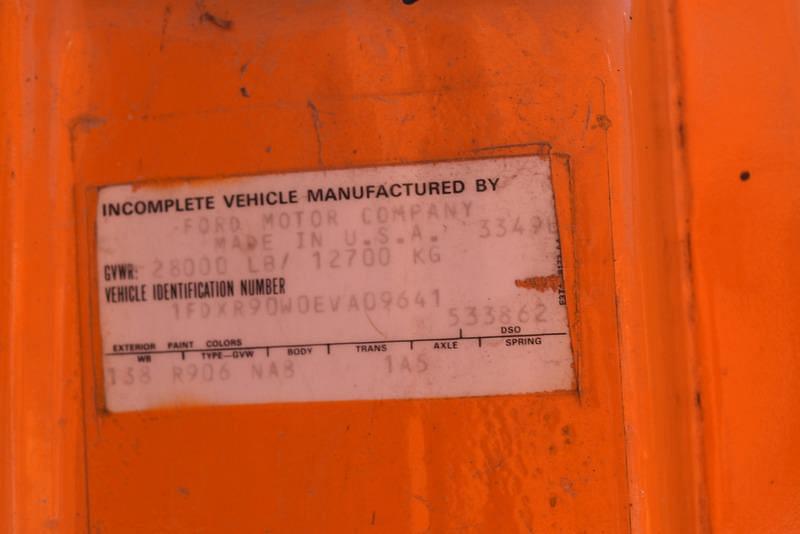 INCOMPLETE VEHICLE MANUFACTURED BY
FORD MOTOR COMPANY
MADE IN U.S.A.
GVWR: 28000 LB/ 12700 KG
VEHICLE IDENTIFICATION NUMBER
1FDXR90W0EVA09641
533862
EXTERIOR PAINT COLORS DSO
WB TYPE—GVW BODY TRANS AXLE SPRING
138 R906 NA8 1A5